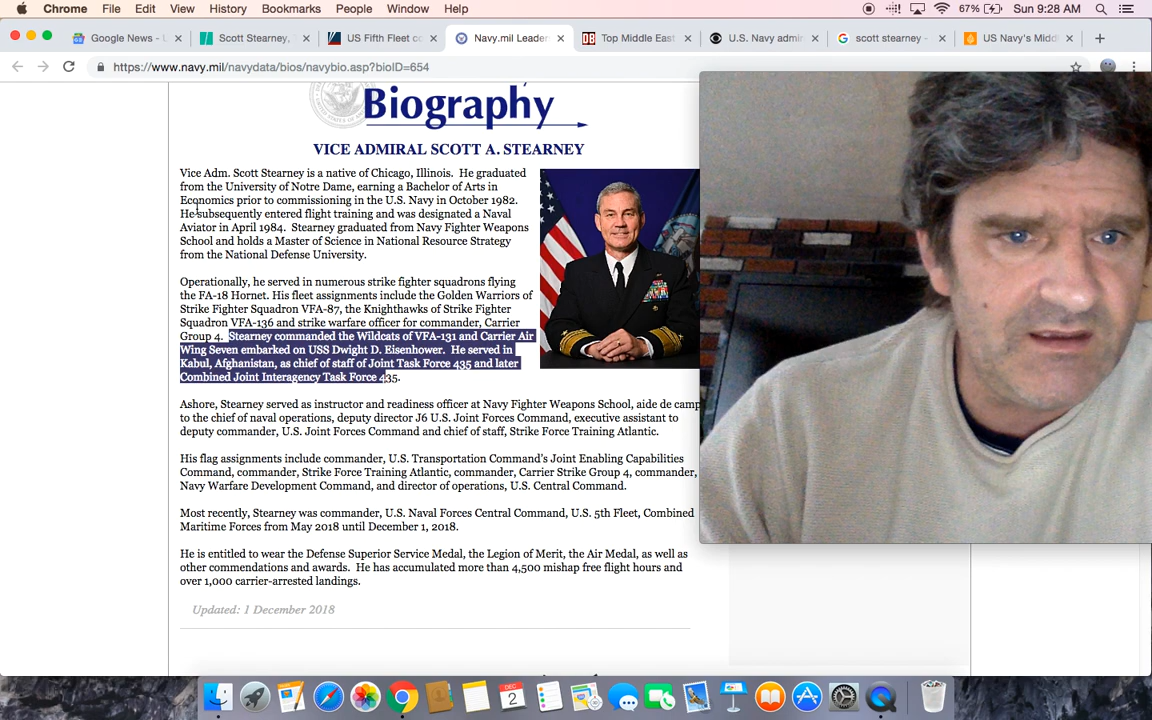 Chrome File Edit View History Bookmarks People Window Help 67% Sun 9:28 AM
Google News - Scott Stearney, US Fifth Fleet co Navy.mil Leader Top Middle East U.S. Navy admi scott stearney - US Navy's Midd
https://www.navy.mil/navydata/bios/navybio.asp?bioID=654
Biography
VICE ADMIRAL SCOTT A. STEARNEY
Vice Adm. Scott Stearney is a native of Chicago, Illinois. He graduated
from the University of Notre Dame, earning a Bachelor of Arts in
Economics prior to commissioning in the U.S. Navy in October 1982.
He subsequently entered flight training and was designated a Naval
Aviator in April 1984. Stearney graduated from Navy Fighter Weapons
School and holds a Master of Science in National Resource Strategy
from the National Defense University.
Operationally, he served in numerous strike fighter squadrons flying
the FA-18 Hornet. His fleet assignments include the Golden Warriors of
Strike Fighter Squadron VFA-87, the Knighthawks of Strike Fighter
Squadron VFA-136 and strike warfare officer for commander, Carrier
Group 4. Stearney commanded the Wildcats of VFA-131 and Carrier Air
Wing Seven embarked on USS Dwight D. Eisenhower. He served in
Kabul, Afghanistan, as chief of staff of Joint Task Force 435 and later
Combined Joint Interagency Task Force 435.
Ashore, Stearney served as instructor and readiness officer at Navy Fighter Weapons School, aide de camp
to the chief of naval operations, deputy director J6 U.S. Joint Forces Command, executive assistant to
deputy commander, U.S. Joint Forces Command and chief of staff, Strike Force Training Atlantic.
His flag assignments include commander, U.S. Transportation Command's Joint Enabling Capabilities
Command, commander, Strike Force Training Atlantic, commander, Carrier Strike Group 4, commander,
Navy Warfare Development Command, and director of operations, U.S. Central Command.
Most recently, Stearney was commander, U.S. Naval Forces Central Command, U.S. 5th Fleet, Combined
Maritime Forces from May 2018 until December 1, 2018.
He is entitled to wear the Defense Superior Service Medal, the Legion of Merit, the Air Medal, as well as
other commendations and awards. He has accumulated more than 4,500 mishap free flight hours and
over 1,000 carrier-arrested landings.
Updated: 1 December 2018
DEC
2